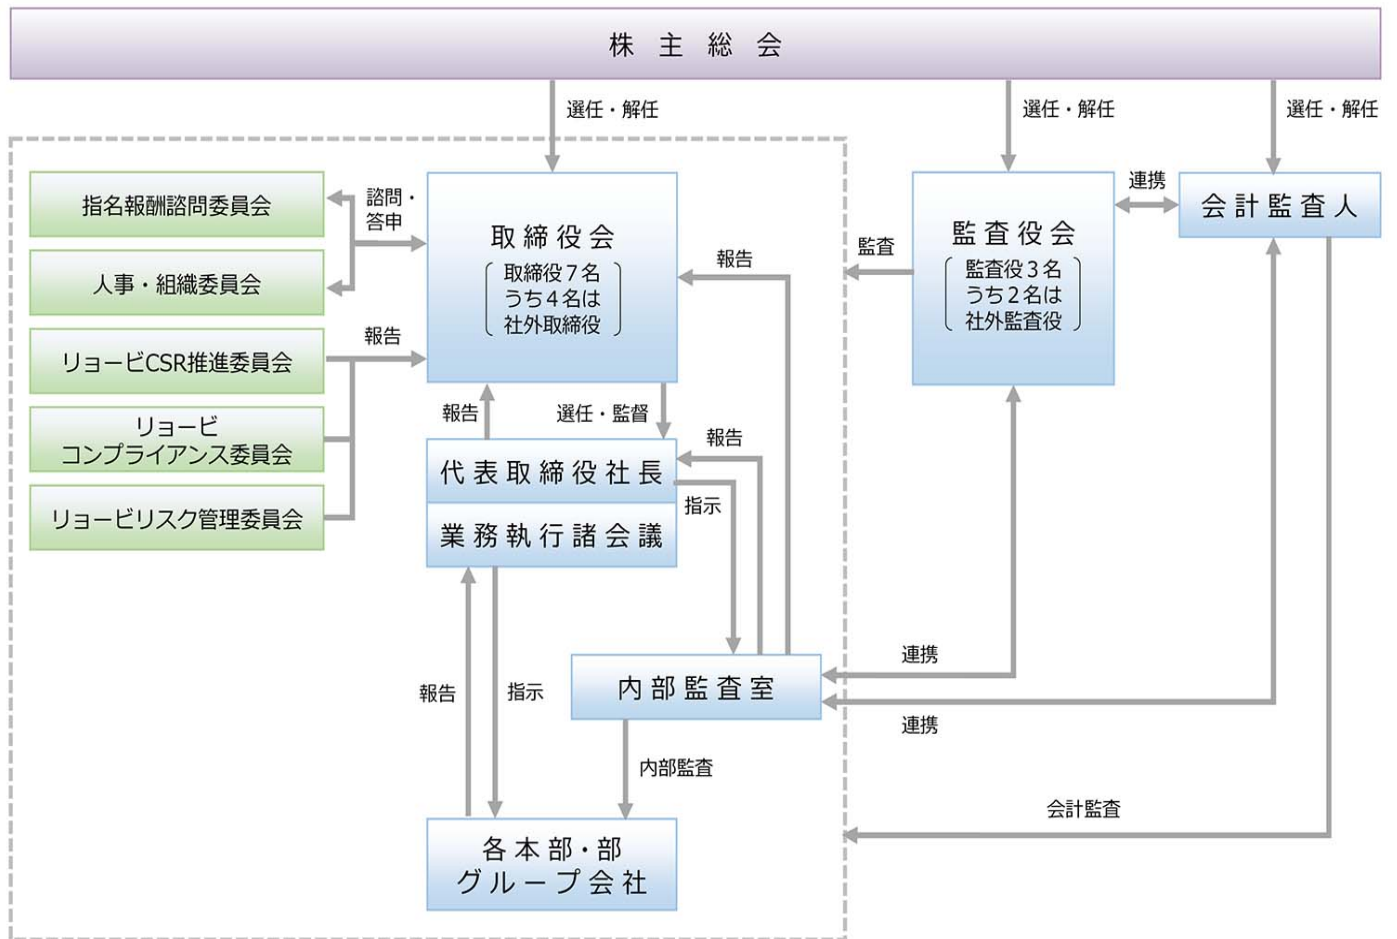 株主総会
選任・解任
選任・解任
選任・解任
指名報酬諮問委員会
人事・組織委員会
リョービCSR推進委員会
リョービ
コンプライアンス委員会
リョービリスク管理委員会
諮問・
答申
報告
取締役会
取締役7名
うち4名は
社外取締役
報告
監査
監査役会
監査役3名
うち2名は
社外監査役
連携
会計監査人
報告
選任・監督
報告
代表取締役社長
指示
業務執行諸会議
連携
内部監査室
連携
報告
指示
内部監査
会計監査
各本部・部
グループ会社